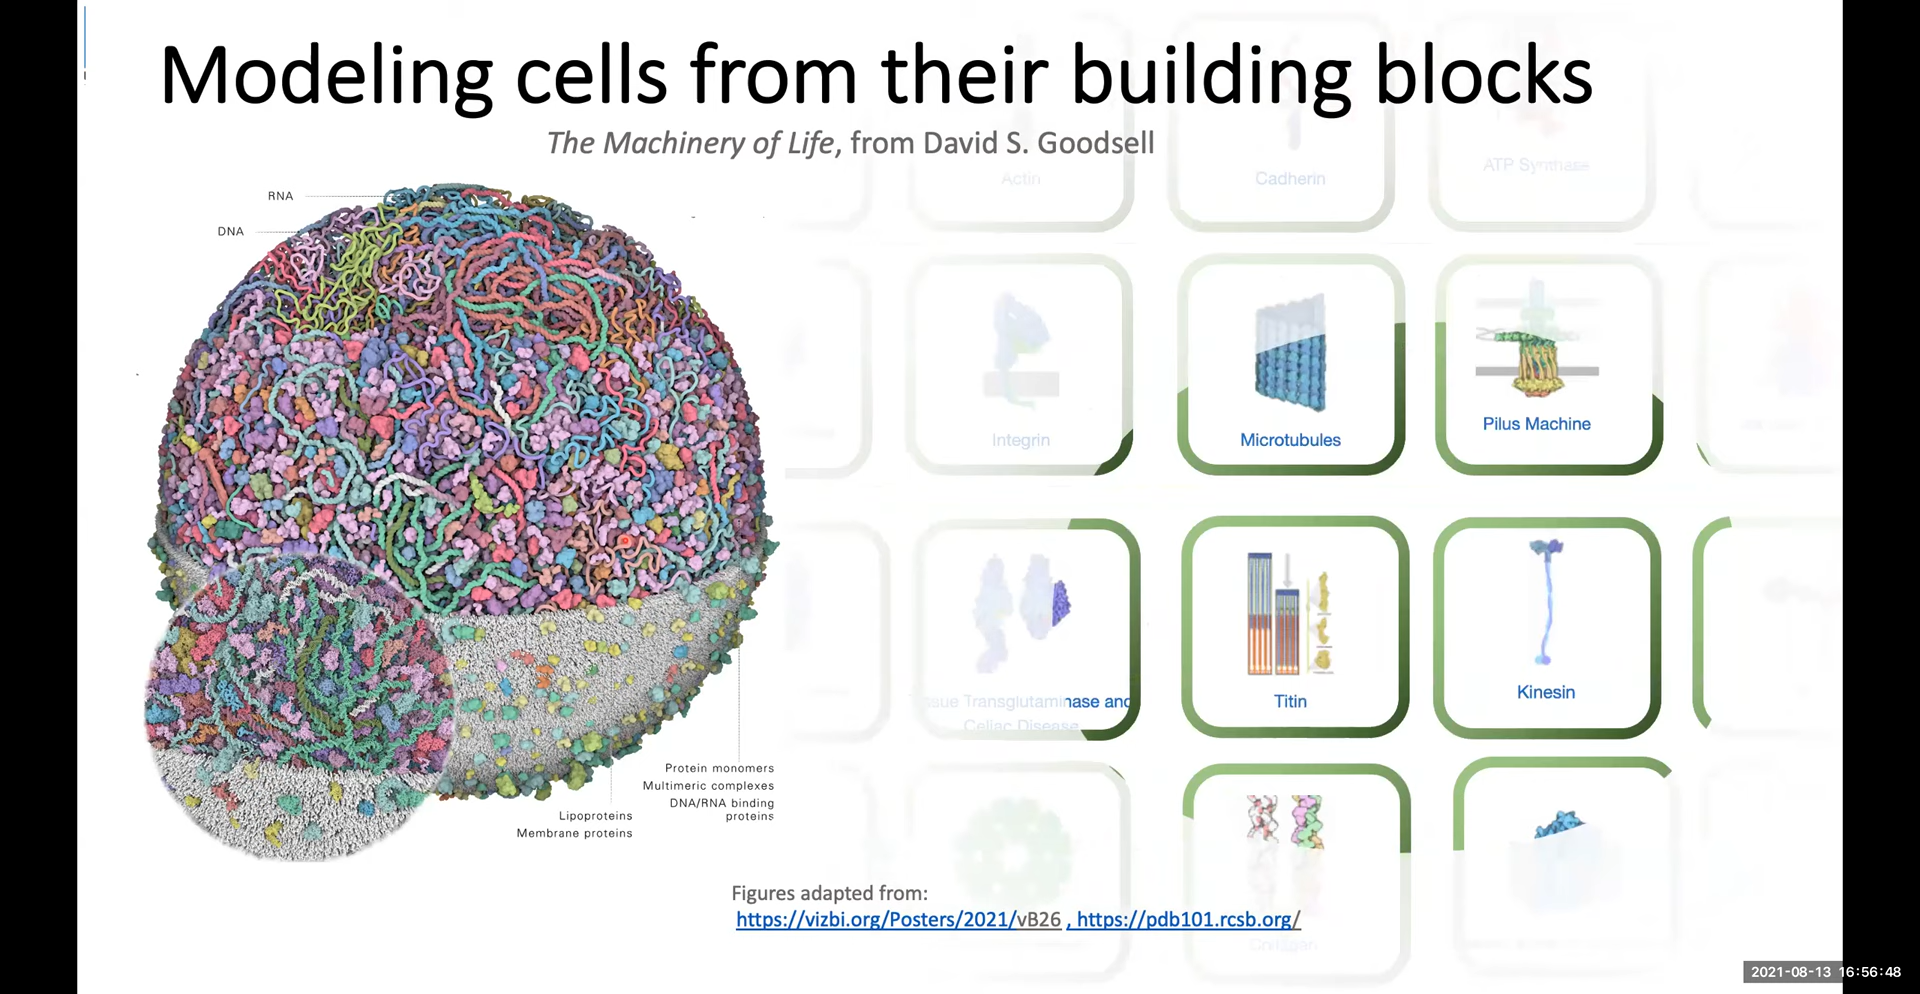 Modeling cells from their building blocks
The Machinery of Life, from David S. Goodsell
RNA
DNA
Actin
Cadherin
ATP Synthase
Integrin
Microtubules
Pilus Machine
Tissue Transglutaminase and
Celiac Disease
Titin
Kinesin
Protein monomers
Multimeric complexes
DNA/RNA binding
proteins
Lipoproteins
Membrane proteins
Collagen
Figures adapted from:
https://vizbi.org/Posters/2021/vB26 , https://pdb101.rcsb.org/
2021-08-13 16:56:48